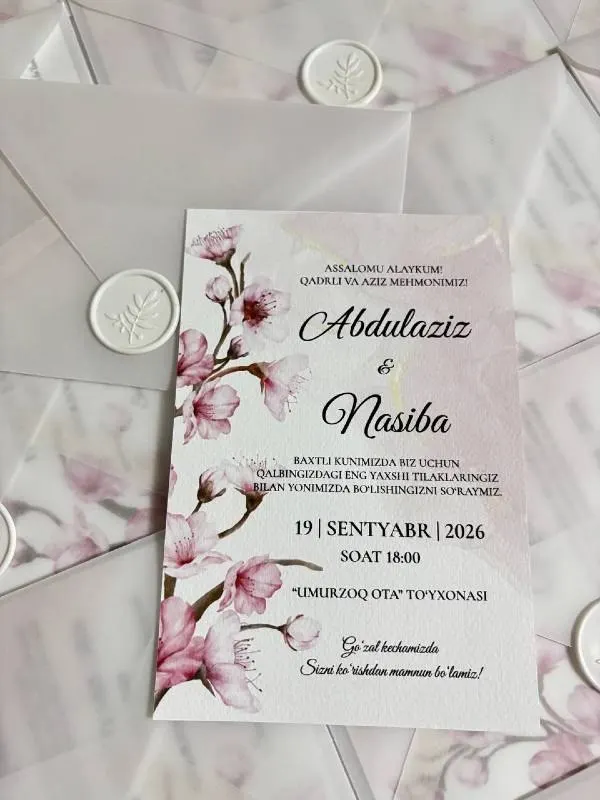 ASSALOMU ALAYKUM!
QADRLI VA AZIZ MEHMONIMIZ!
Abdulaziz
&
Nasiba
BAXTLI KUNIMIZDA BIZ UCHUN
QALBINGIZDAGI ENG YAXSHI TILAKLARINGIZ
BILAN YONIMIZDA BO'LISHINGIZNI SO'RAYMIZ.
19 | SENTYABR | 2026
SOAT 18:00
“UMURZOQ OTA” TO'YXONASI
Go'zal kechamizda
Sizni ko'rishdan mamnun bo'lamiz!